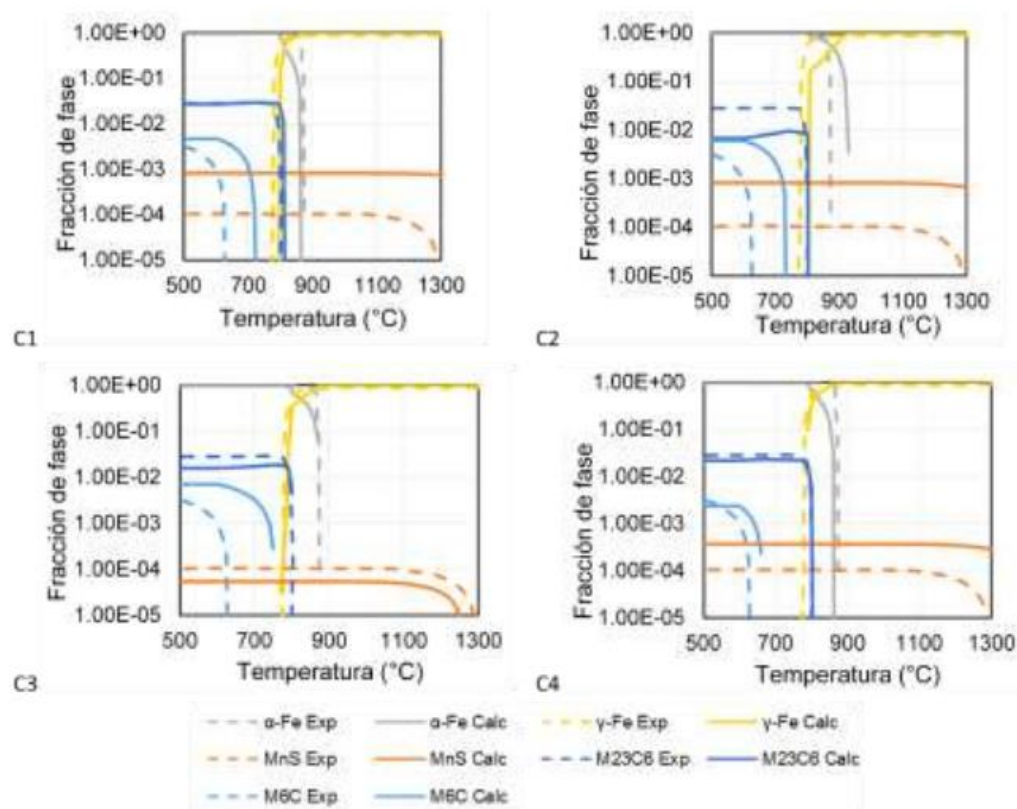 Fracción de fase
1.00E+00
1.00E-01
1.00E-02
1.00E-03
1.00E-04
1.00E-05
500 700 900 1100 1300
Temperatura (°C)
C1
Fracción de fase
1.00E+00
1.00E-01
1.00E-02
1.00E-03
1.00E-04
1.00E-05
500 700 900 1100 1300
Temperatura (°C)
C2
Fracción de fase
1.00E+00
1.00E-01
1.00E-02
1.00E-03
1.00E-04
1.00E-05
500 700 900 1100 1300
Temperatura (°C)
C3
Fracción de fase
1.00E+00
1.00E-01
1.00E-02
1.00E-03
1.00E-04
1.00E-05
500 700 900 1100 1300
Temperatura (°C)
C4
α-Fe Exp α-Fe Calc γ-Fe Exp γ-Fe Calc
MnS Exp MnS Calc M23C6 Exp M23C6 Calc
M6C Exp M6C Calc